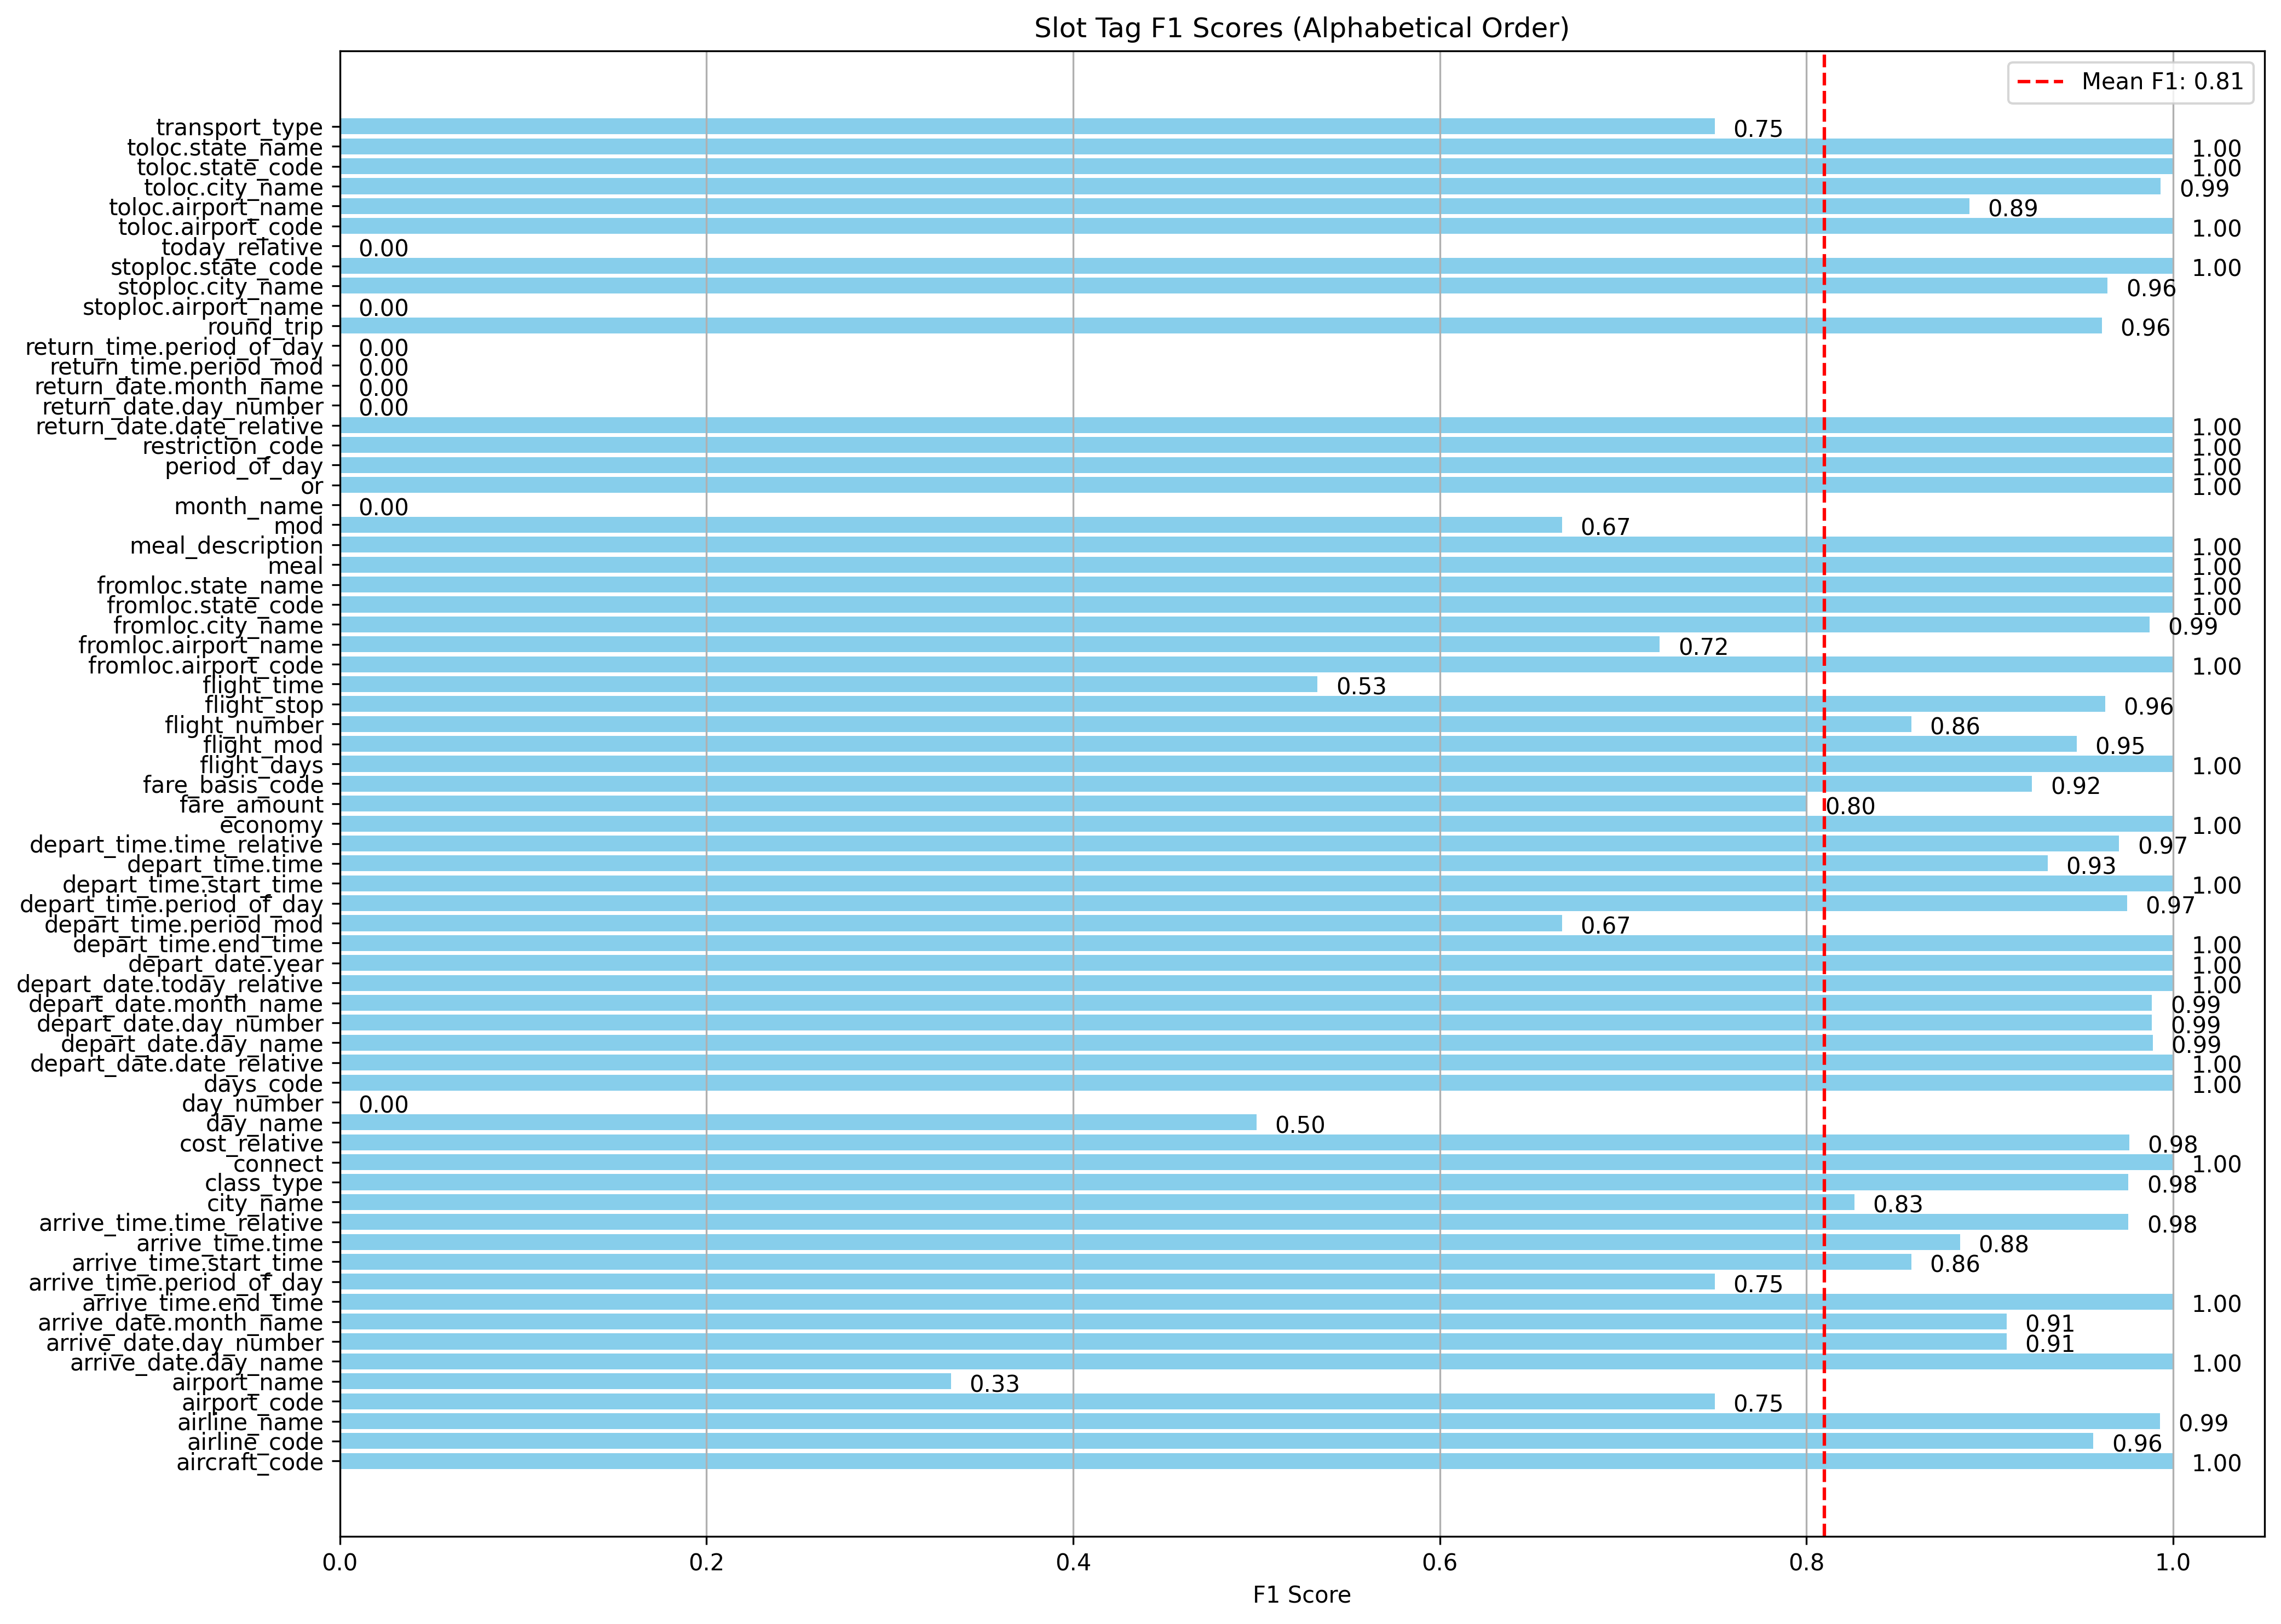 Slot Tag F1 Scores (Alphabetical Order)
Mean F1: 0.81
transport_type 0.75
toloc.state_name 1.00
toloc.state_code 1.00
toloc.city_name 0.99
toloc.airport_name 0.89
toloc.airport_code 1.00
today_relative 0.00
stoploc.state_code 1.00
stoploc.city_name 0.96
stoploc.airport_name 0.00
round_trip 0.96
return_time.period_of_day 0.00
return_time.period_mod 0.00
return_date.month_name 0.00
return_date.day_number 0.00
return_date.date_relative 1.00
restriction_code 1.00
period_of_day 1.00
or 1.00
month_name 0.00
mod 0.67
meal_description 1.00
meal 1.00
fromloc.state_name 1.00
fromloc.state_code 1.00
fromloc.city_name 0.99
fromloc.airport_name 0.72
fromloc.airport_code 1.00
flight_time 0.53
flight_stop 0.96
flight_number 0.86
flight_mod 0.95
flight_days 1.00
fare_basis_code 0.92
fare_amount 0.80
economy 1.00
depart_time.time_relative 0.97
depart_time.time 0.93
depart_time.start_time 1.00
depart_time.period_of_day 0.97
depart_time.period_mod 0.67
depart_time.end_time 1.00
depart_date.year 1.00
depart_date.today_relative 1.00
depart_date.month_name 0.99
depart_date.day_number 0.99
depart_date.day_name 0.99
depart_date.date_relative 1.00
days_code 1.00
day_number 0.00
day_name 0.50
cost_relative 0.98
connect 1.00
class_type 0.98
city_name 0.83
arrive_time.time_relative 0.98
arrive_time.time 0.88
arrive_time.start_time 0.86
arrive_time.period_of_day 0.75
arrive_time.end_time 1.00
arrive_date.month_name 0.91
arrive_date.day_number 0.91
arrive_date.day_name 1.00
airport_name 0.33
airport_code 0.75
airline_name 0.99
airline_code 0.96
aircraft_code 1.00
0.0 0.2 0.4 0.6 0.8 1.0
F1 Score